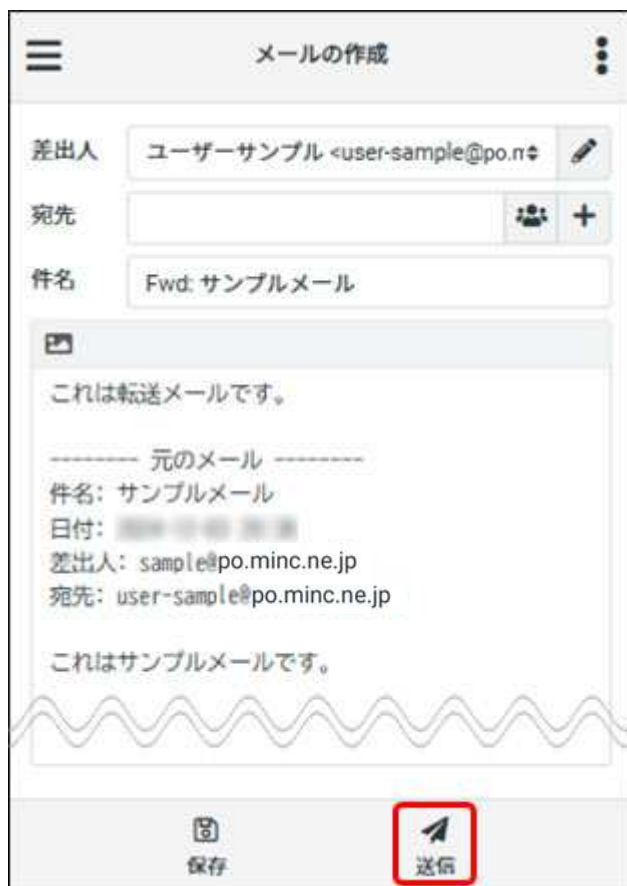 メールの作成
差出人 ユーザーサンプル <user-sample@po.m
宛先
件名 Fwd: サンプルメール
これは転送メールです。
-------- 元のメール --------
件名: サンプルメール
日付:
差出人: sample@po.minc.ne.jp
宛先: user-sample@po.minc.ne.jp
これはサンプルメールです。
保存 送信